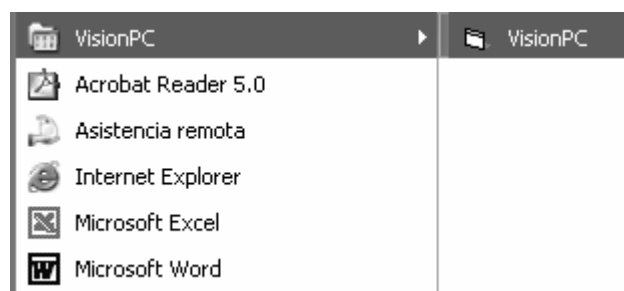 VisionPC
VisionPC
Acrobat Reader 5.0
Asistencia remota
Internet Explorer
Microsoft Excel
Microsoft Word